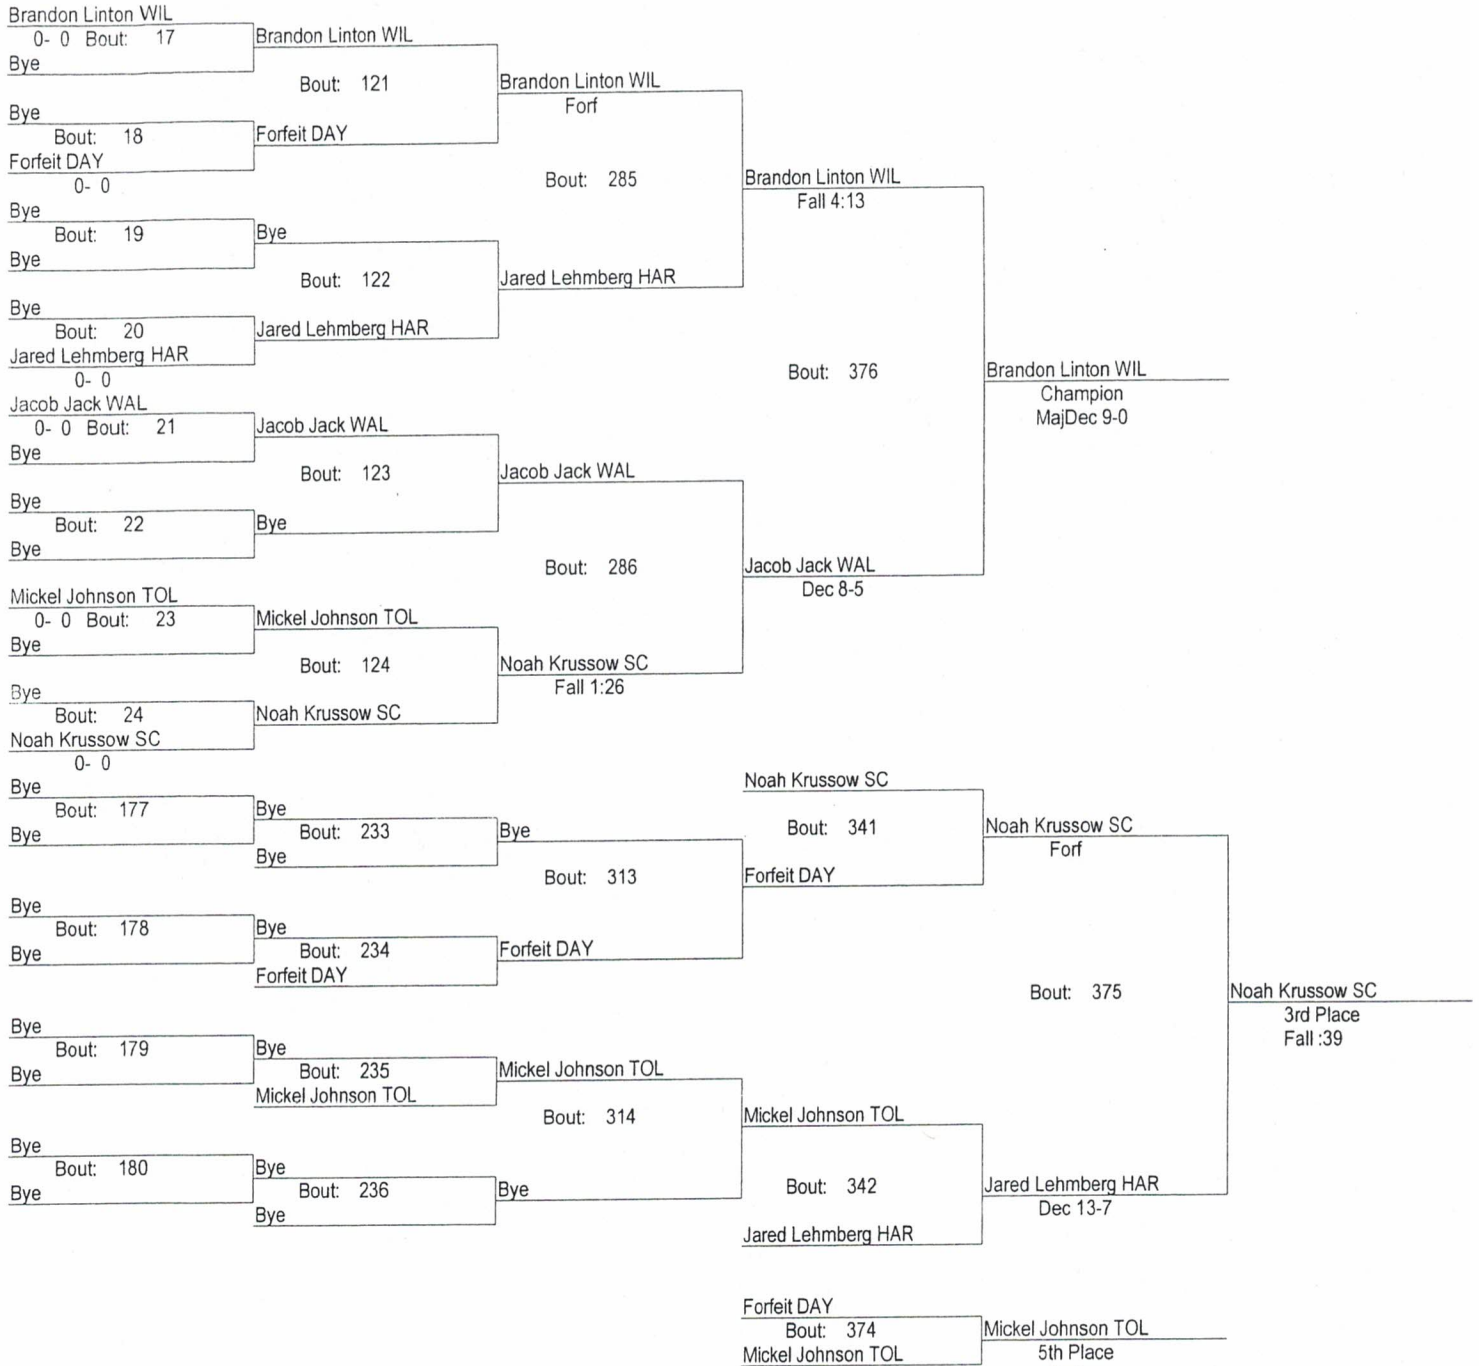 Brandon Linton WIL
0- 0 Bout: 17
Bye
Bye
Bout: 18
Forfeit DAY
0- 0
Bye
Bout: 19
Bye
Bye
Bout: 20
Jared Lehmberg HAR
0- 0
Jacob Jack WAL
0- 0 Bout: 21
Bye
Bye
Bout: 22
Bye
Mickel Johnson TOL
0- 0 Bout: 23
Bye
Bye
Bout: 24
Noah Krussow SC
0- 0
Brandon Linton WIL
Bout: 121
Forfeit DAY
Bye
Bout: 122
Jared Lehmberg HAR
Jacob Jack WAL
Bout: 123
Bye
Mickel Johnson TOL
Bout: 124
Noah Krussow SC
Brandon Linton WIL
Forf
Bout: 285
Jared Lehmberg HAR
Jacob Jack WAL
Bout: 286
Noah Krussow SC
Fall 1:26
Brandon Linton WIL
Fall 4:13
Bout: 376
Jacob Jack WAL
Dec 8-5
Brandon Linton WIL
Champion
MajDec 9-0
Bye
Bout: 177
Bye
Bye
Bout: 178
Bye
Bye
Bout: 179
Bye
Bye
Bout: 180
Bye
Bye
Bout: 233
Bye
Bye
Bout: 234
Forfeit DAY
Bye
Bout: 235
Mickel Johnson TOL
Bye
Bout: 236
Bye
Bye
Bout: 313
Forfeit DAY
Mickel Johnson TOL
Bout: 314
Bye
Noah Krussow SC
Bout: 341
Forfeit DAY
Mickel Johnson TOL
Bout: 342
Jared Lehmberg HAR
Noah Krussow SC
Forf
Bout: 375
Jared Lehmberg HAR
Dec 13-7
Noah Krussow SC
3rd Place
Fall :39
Forfeit DAY
Bout: 374
Mickel Johnson TOL
Mickel Johnson TOL
5th Place